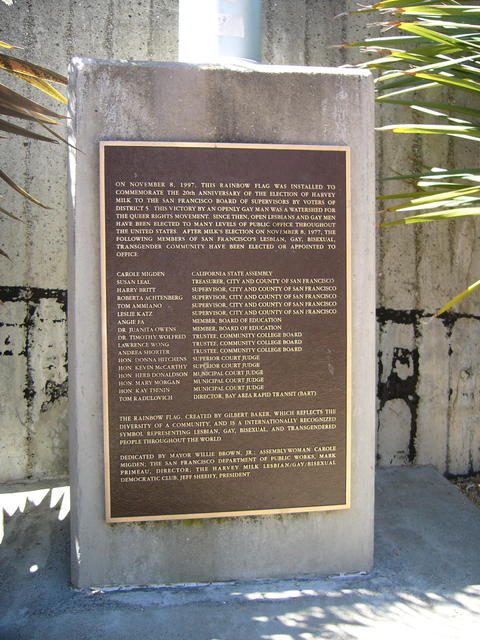 ON NOVEMBER 8, 1997, THIS RAINBOW FLAG WAS INSTALLED TO
COMMEMORATE THE 20th ANNIVERSARY OF THE ELECTION OF HARVEY
MILK TO THE SAN FRANCISCO BOARD OF SUPERVISORS BY VOTERS OF
DISTRICT 5. THIS VICTORY BY AN OPENLY GAY MAN WAS A WATERSHED FOR
THE QUEER RIGHTS MOVEMENT. SINCE THEN, OPEN LESBIANS AND GAY MEN
HAVE BEEN ELECTED TO MANY LEVELS OF PUBLIC OFFICE THROUGHOUT
THE UNITED STATES. AFTER MILK'S ELECTION ON NOVEMBER 8, 1977, THE
FOLLOWING MEMBERS OF SAN FRANCISCO'S LESBIAN, GAY, BISEXUAL,
TRANSGENDER COMMUNITY HAVE BEEN ELECTED OR APPOINTED TO
OFFICE:
CAROLE MIGDEN CALIFORNIA STATE ASSEMBLY
SUSAN LEAL TREASURER, CITY AND COUNTY OF SAN FRANCISCO
HARRY BRITT SUPERVISOR, CITY AND COUNTY OF SAN FRANCISCO
ROBERTA ACHTENBERG SUPERVISOR, CITY AND COUNTY OF SAN FRANCISCO
TOM AMMIANO SUPERVISOR, CITY AND COUNTY OF SAN FRANCISCO
LESLIE KATZ SUPERVISOR, CITY AND COUNTY OF SAN FRANCISCO
ANGIE FA MEMBER, BOARD OF EDUCATION
DR. JUANITA OWENS MEMBER, BOARD OF EDUCATION
DR. TIMOTHY WOLFRED TRUSTEE, COMMUNITY COLLEGE BOARD
LAWRENCE WONG TRUSTEE, COMMUNITY COLLEGE BOARD
ANDREA SHORTER TRUSTEE, COMMUNITY COLLEGE BOARD
HON. DONNA HITCHENS SUPERIOR COURT JUDGE
HON. KEVIN McCARTHY SUPERIOR COURT JUDGE
HON. HERB DONALDSON MUNICIPAL COURT JUDGE
HON. MARY MORGAN MUNICIPAL COURT JUDGE
HON. KAY TSENIN MUNICIPAL COURT JUDGE
TOM RADULOVICH DIRECTOR, BAY AREA RAPID TRANSIT (BART)
THE RAINBOW FLAG, CREATED BY GILBERT BAKER, WHICH REFLECTS THE
DIVERSITY OF A COMMUNITY, AND IS A INTERNATIONALLY RECOGNIZED
SYMBOL REPRESENTING LESBIAN, GAY, BISEXUAL, AND TRANSGENDERED
PEOPLE THROUGHOUT THE WORLD.
DEDICATED BY MAYOR WILLIE BROWN, JR.; ASSEMBLYWOMAN CAROLE
MIGDEN, THE SAN FRANCISCO DEPARTMENT OF PUBLIC WORKS, MARK
PRIMEAU, DIRECTOR, THE HARVEY MILK LESBIAN/GAY/BISEXUAL
DEMOCRATIC CLUB, JEFF SHEEHY, PRESIDENT.